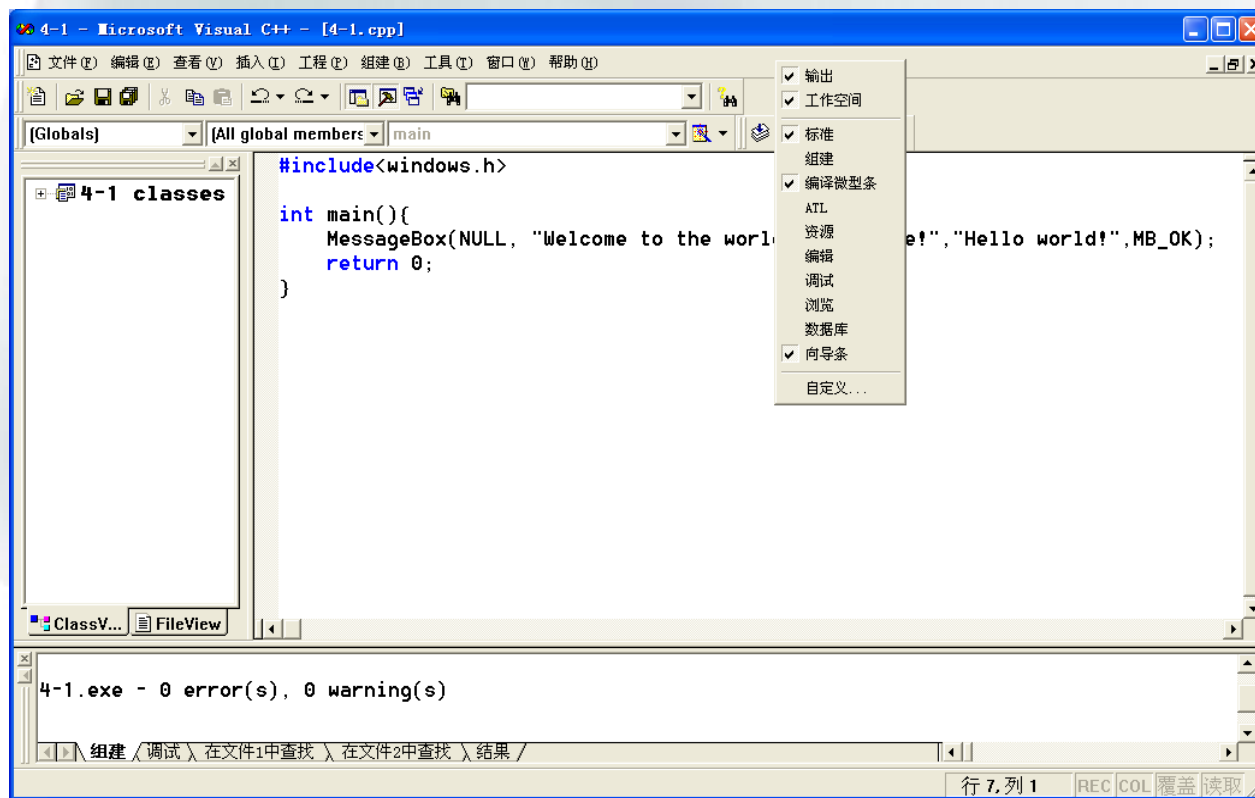 4-1 - Microsoft Visual C++ - [4-1.cpp]
文件(F) 编辑(E) 查看(V) 插入(I) 工程(P) 组建(B) 工具(T) 窗口(W) 帮助(H)
[Globals] [All global members main
4-1 classes
#include<windows.h>
int main(){
MessageBox(NULL, "Welcome to the worl e!","Hello world!",MB_OK);
return 0;
}
✓ 输出
✓ 工作空间
✓ 标准
组建
✓ 编译微型条
ATL
资源
编辑
调试
浏览
数据库
✓ 向导条
自定义...
ClassV... FileView
4-1.exe - 0 error(s), 0 warning(s)
组建 调试 在文件1中查找 在文件2中查找 结果
行 7,列 1 REC COL 覆盖 读取